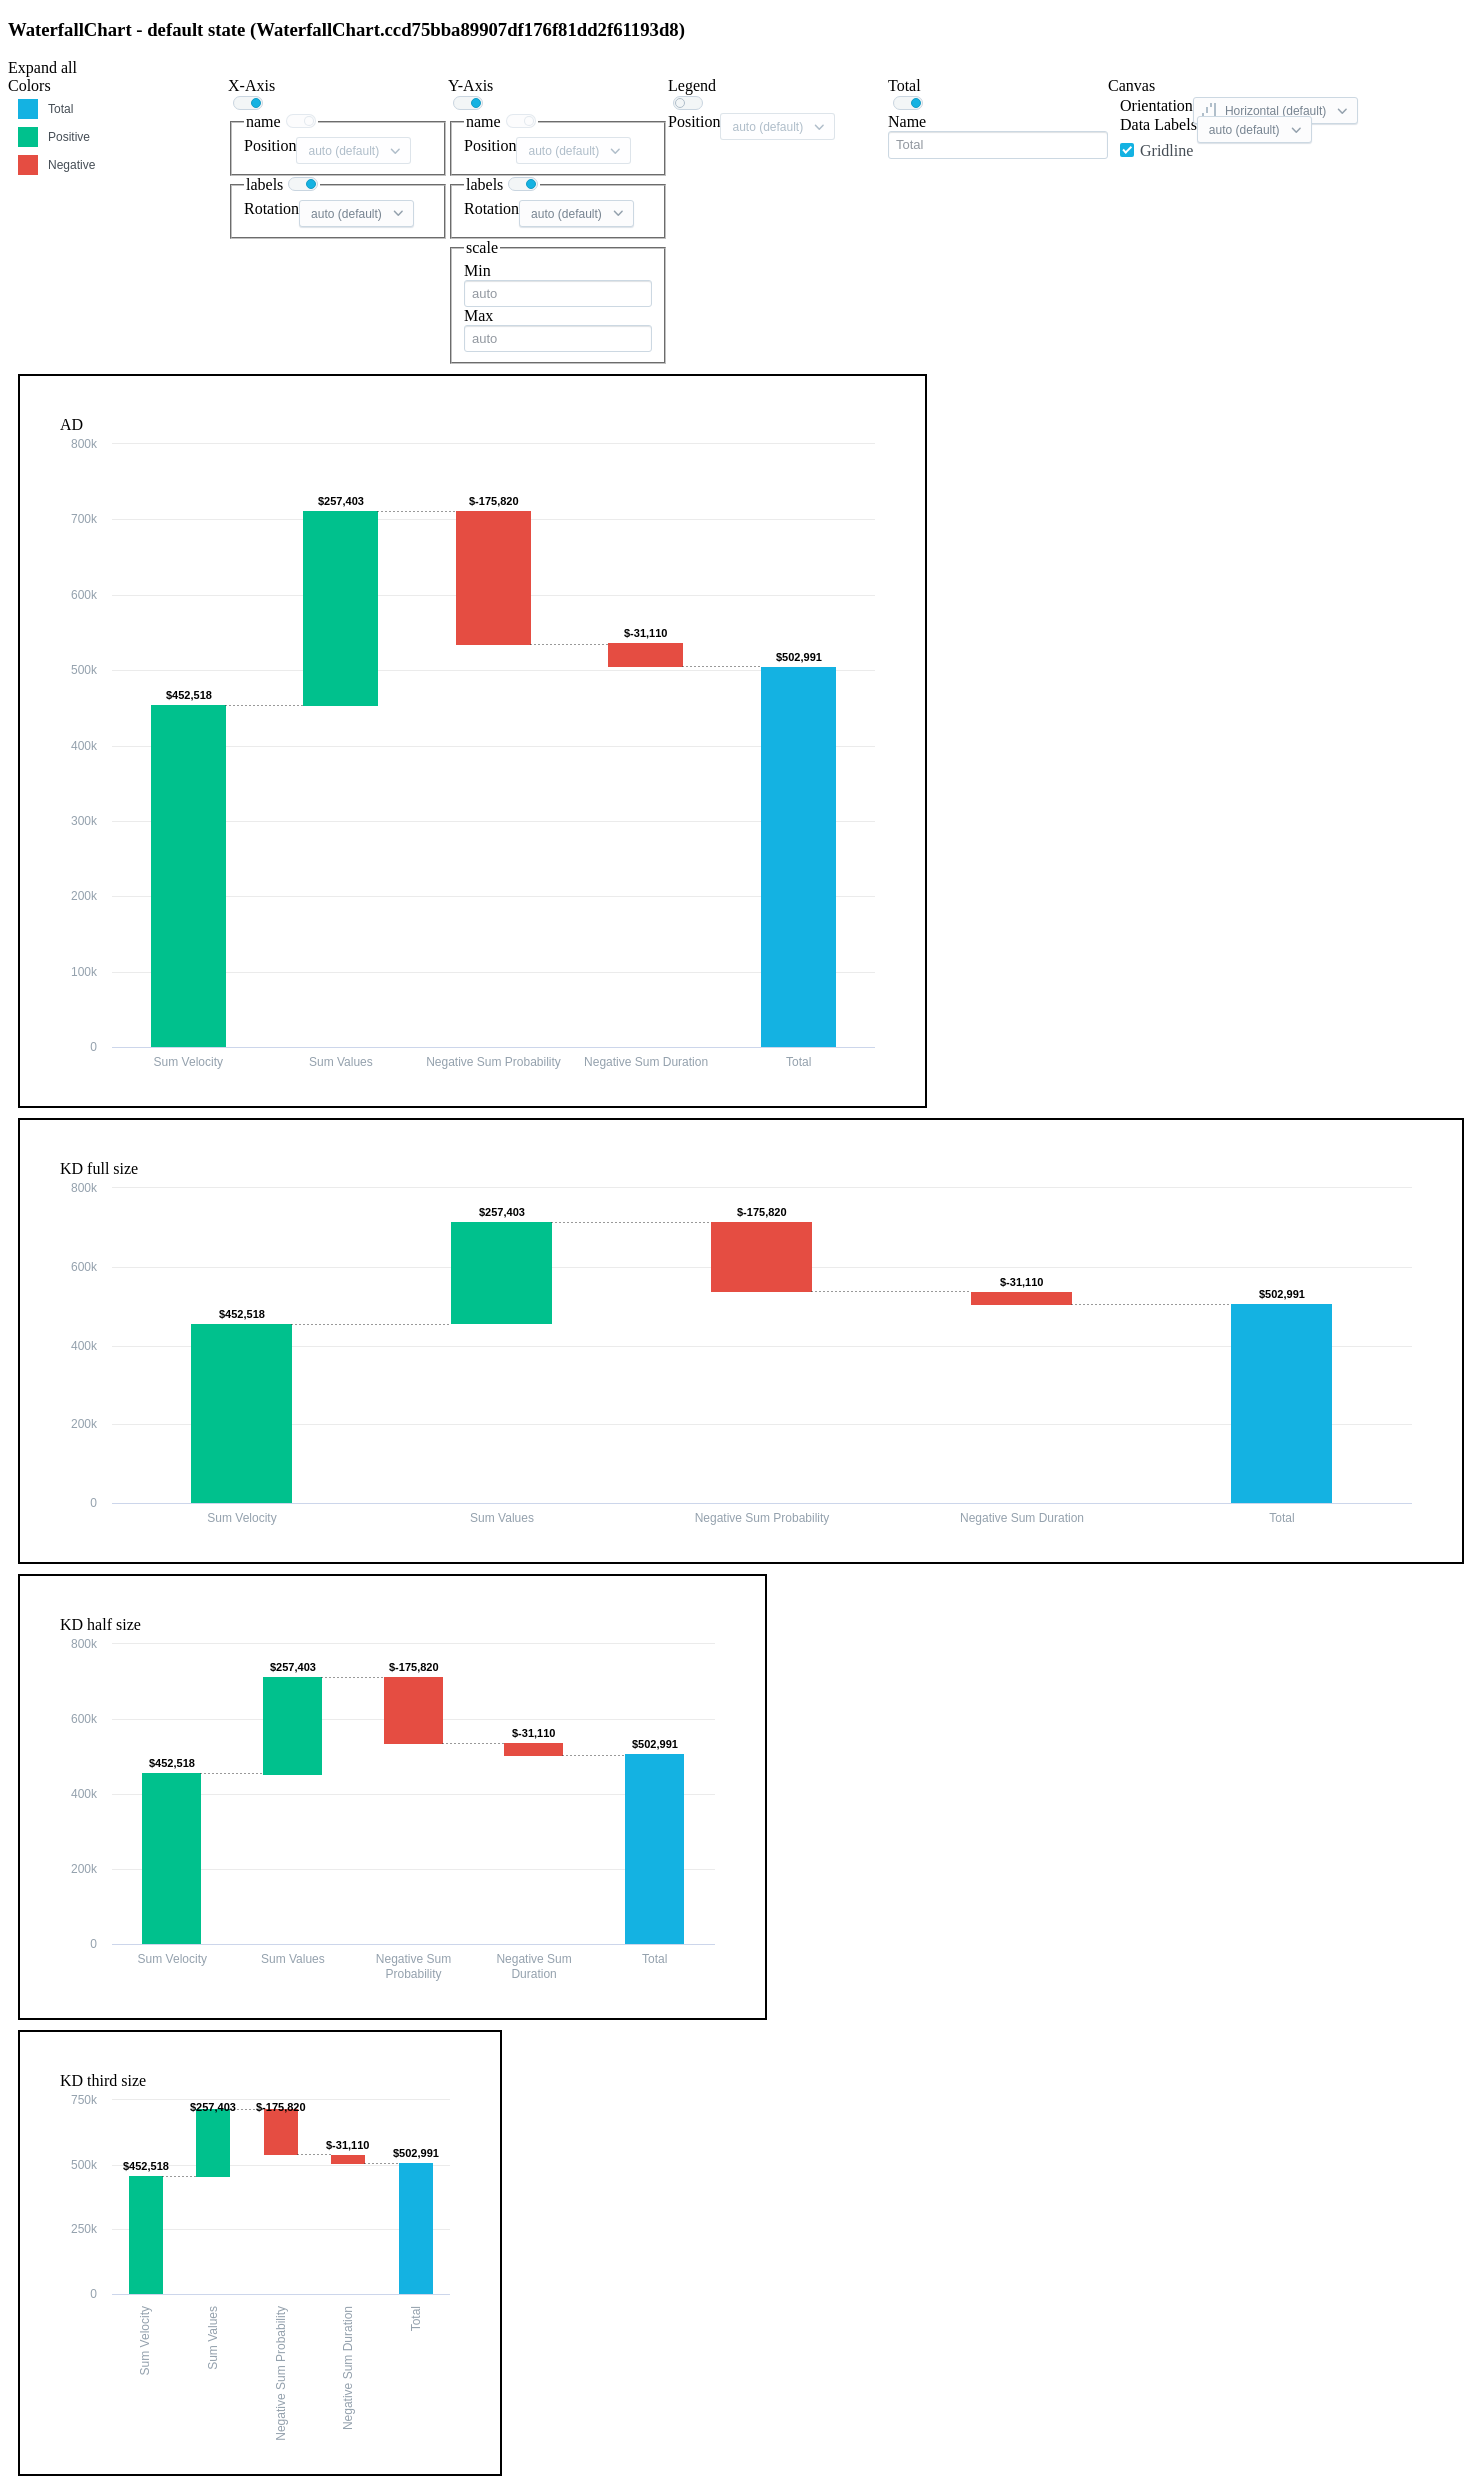 WaterfallChart - default state (WaterfallChart.ccd75bba89907df176f81dd2f61193d8)
Expand all
Colors
Total
Positive
Negative
X-Axis
name
Position auto (default)
labels
Rotation auto (default)
Y-Axis
name
Position auto (default)
labels
Rotation auto (default)
scale
Min
auto
Max
auto
Legend
Position auto (default)
Total
Name
Total
Canvas
Orientation Horizontal (default)
Data Labels auto (default)
Gridline
AD
800k
700k
600k
500k
400k
300k
200k
100k
0
$452,518
$257,403
$-175,820
$-31,110
$502,991
Sum Velocity
Sum Values
Negative Sum Probability
Negative Sum Duration
Total
KD full size
800k
600k
400k
200k
0
$452,518
$257,403
$-175,820
$-31,110
$502,991
Sum Velocity
Sum Values
Negative Sum Probability
Negative Sum Duration
Total
KD half size
800k
600k
400k
200k
0
$452,518
$257,403
$-175,820
$-31,110
$502,991
Sum Velocity
Sum Values
Negative Sum
Probability
Negative Sum
Duration
Total
KD third size
750k
500k
250k
0
$452,518
$257,403
$-175,820
$-31,110
$502,991
Sum Velocity
Sum Values
Negative Sum Probability
Negative Sum Duration
Total